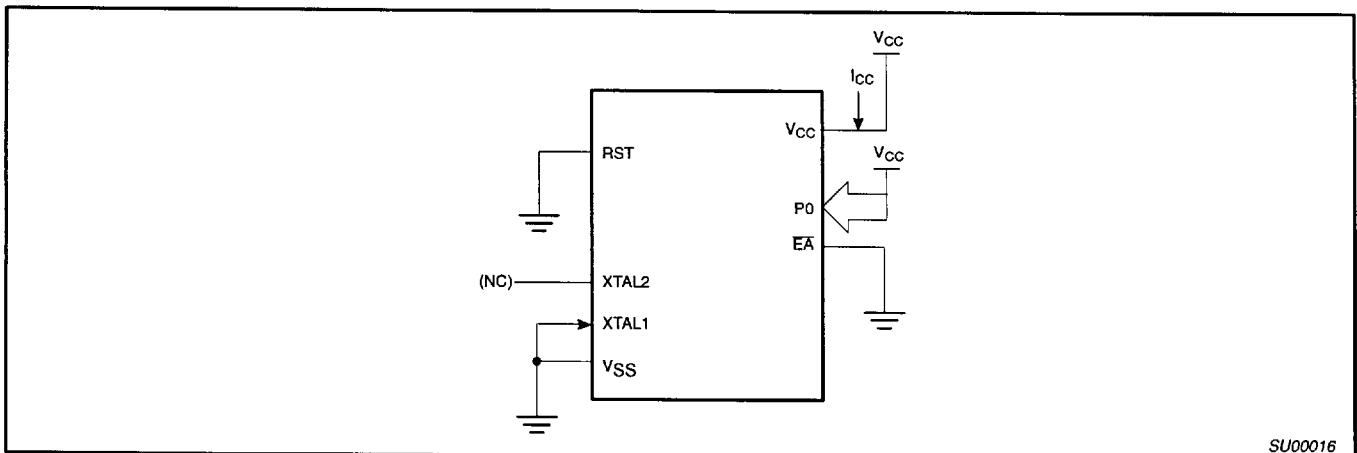 VCC
ICC
VCC
RST
VCC
P0
EA
(NC)
XTAL2
XTAL1
VSS
SU00016